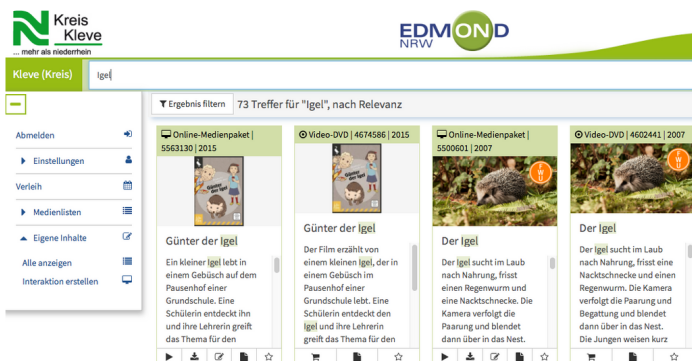 Kreis
Kleve
... mehr als niederrhein
EDMOND
NRW
Kleve (Kreis)
Igel
Ergebnis filtern
73 Treffer für "Igel", nach Relevanz
Abmelden
Einstellungen
Verleih
Medienlisten
Eigene Inhalte
Alle anzeigen
Interaktion erstellen
Online-Medienpaket |
5563130 | 2015
Günter
der Igel
Günter der Igel
Ein kleiner Igel lebt in
einem Gebüsch auf dem
Pausenhof einer
Grundschule. Eine
Schülerin entdeckt ihn
und ihre Lehrerin greift
das Thema für den
Video-DVD | 4674586 | 2015
Günter
der Igel
Günter der Igel
Der Film erzählt von
einem kleinen Igel, der in
einem Gebüsch im
Pausenhof einer
Grundschule lebt. Eine
Schülerin entdeckt den
Igel und ihre Lehrerin
greift das Thema für den
Online-Medienpaket |
5500601 | 2007
FWU
Der Igel
Der Igel sucht im Laub
nach Nahrung, frisst
einen Regenwurm und
eine Nacktschnecke. Die
Kamera verfolgt die
Paarung und blendet
dann über in das Nest.
Video-DVD | 4602441 | 2007
FWU
Der Igel
Der Igel sucht im Laub
nach Nahrung, frisst eine
Nacktschnecke und einen
Regenwurm. Die Kamera
verfolgt die Paarung und
Begattung und blendet
dann über in das Nest.
Die Jungen weisen kurz